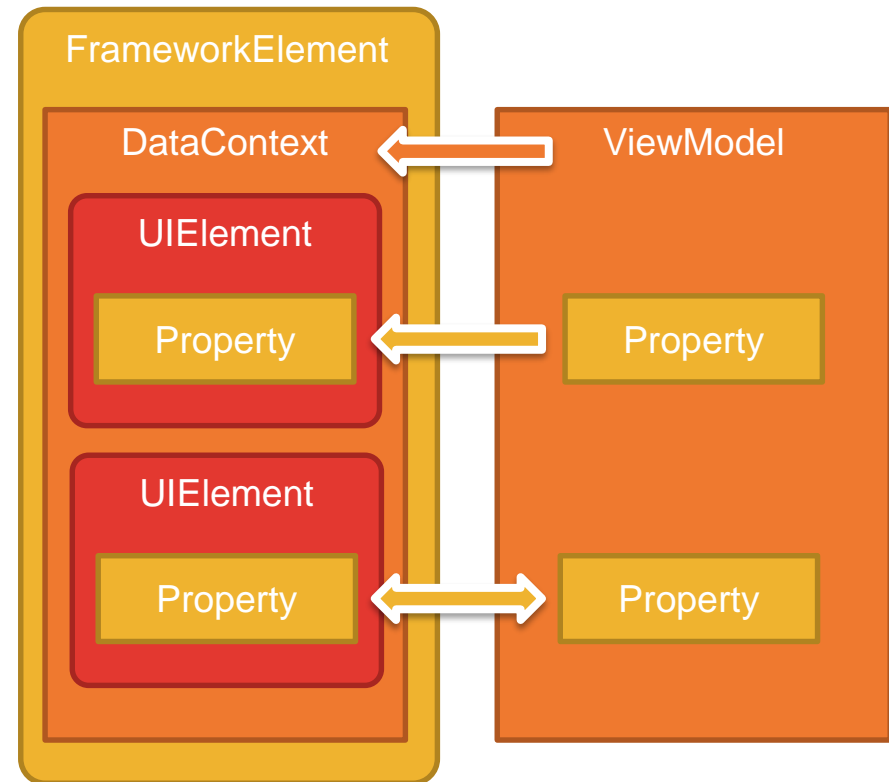 FrameworkElement
DataContext
ViewModel
UIElement
Property
Property
UIElement
Property
Property